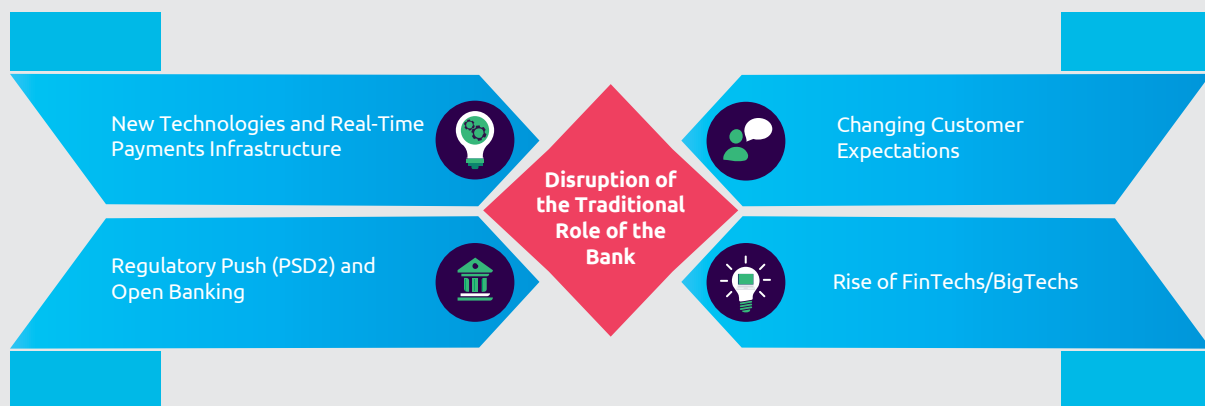 New Technologies and Real-Time
Payments Infrastructure
Changing Customer
Expectations
Disruption of
the Traditional
Role of the
Bank
Regulatory Push (PSD2) and
Open Banking
Rise of FinTechs/BigTechs